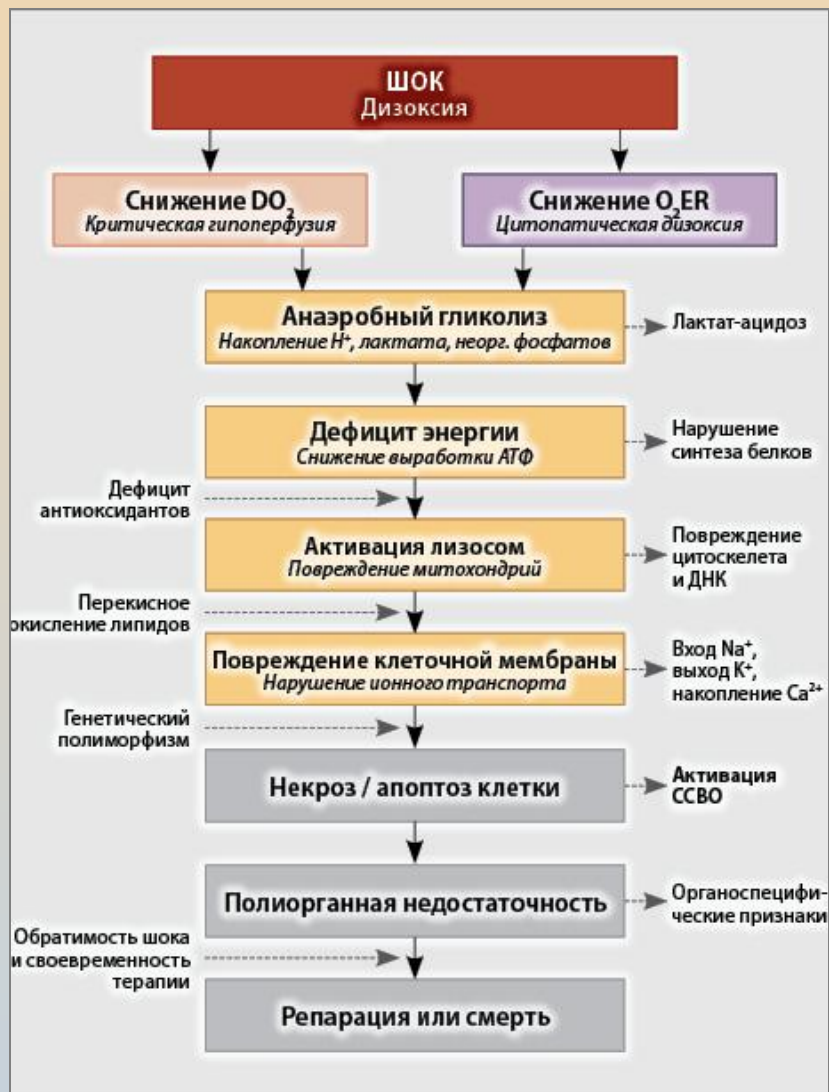 ШОК
Дизоксия
Снижение DO₂
Критическая гипоперфузия
Снижение O₂ER
Цитопатическая дизоксия
Анаэробный гликолиз
Накопление H⁺, лактата, неорг. фосфатов
Лактат-ацидоз
Дефицит энергии
Снижение выработки АТФ
Нарушение
синтеза белков
Дефицит
антиоксидантов
Активация лизосом
Повреждение митохондрий
Повреждение
цитоскелета
и ДНК
Перекисное
окисление липидов
Повреждение клеточной мембраны
Нарушение ионного транспорта
Вход Na⁺,
выход K⁺,
накопление Ca²⁺
Генетический
полиморфизм
Некроз / апоптоз клетки
Активация
ССВО
Полиорганная недостаточность
Органоспецифи-
ческие признаки
Обратимость шока
и своевременность
терапии
Репарация или смерть